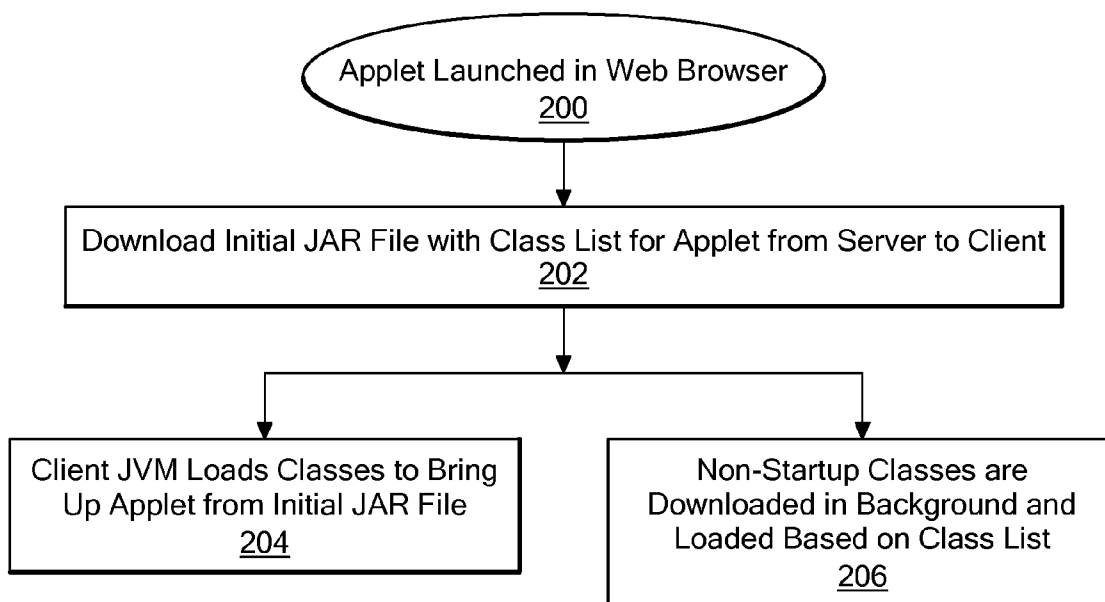 Applet Launched in Web Browser
200
Download Initial JAR File with Class List for Applet from Server to Client
202
Client JVM Loads Classes to Bring
Up Applet from Initial JAR File
204
Non-Startup Classes are
Downloaded in Background and
Loaded Based on Class List
206